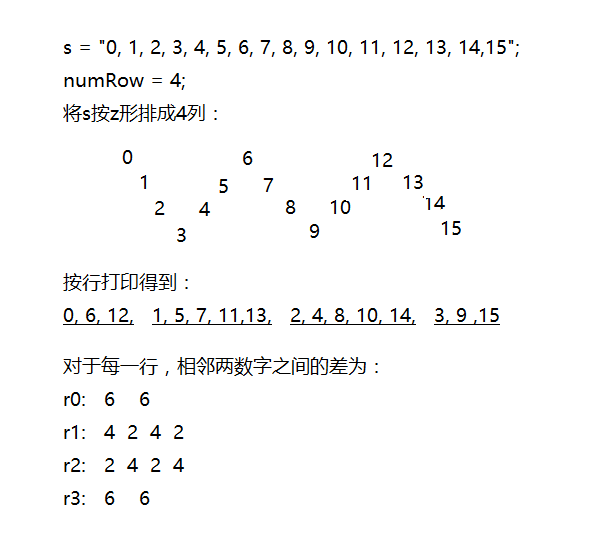 s = "0, 1, 2, 3, 4, 5, 6, 7, 8, 9, 10, 11, 12, 13, 14,15";
numRow = 4;
将s按z形排成4列：
0 6 12
1 5 7 11 13
2 4 8 10 14
3 9 15
按行打印得到：
0, 6, 12, 1, 5, 7, 11,13, 2, 4, 8, 10, 14, 3, 9 ,15
对于每一行，相邻两数字之间的差为：
r0: 6 6
r1: 4 2 4 2
r2: 2 4 2 4
r3: 6 6